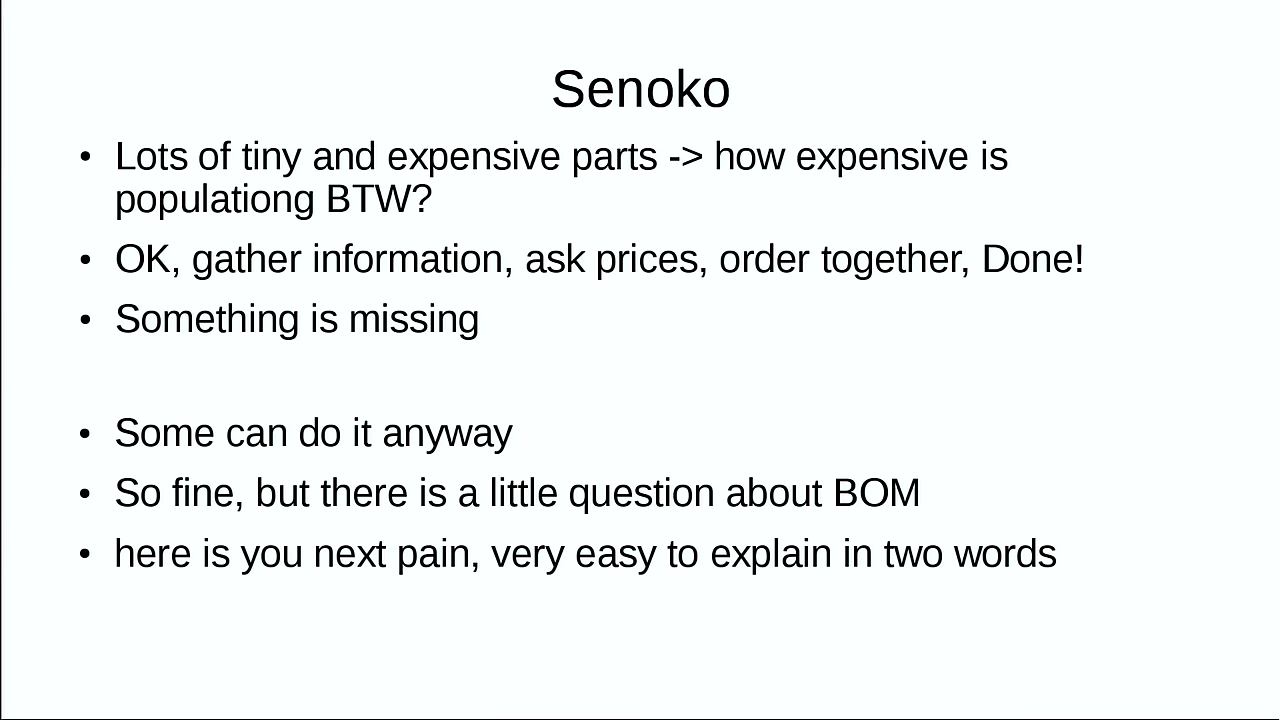 Senoko
• Lots of tiny and expensive parts -> how expensive is
populationg BTW?
• OK, gather information, ask prices, order together, Done!
• Something is missing
• Some can do it anyway
• So fine, but there is a little question about BOM
• here is you next pain, very easy to explain in two words